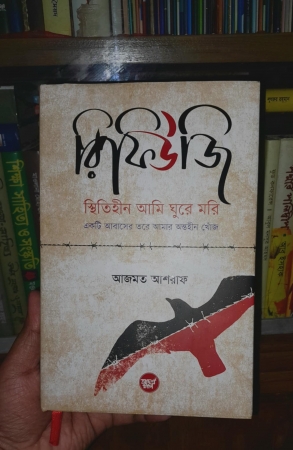 রিফিউজি
স্থিতিহীন আমি ঘুরে মরি
একটি আবাসের তরে আমার অন্তহীন খোঁজ
আজমত আশরাফ
শিক্ষা সাহিত্য ও সংস্কৃতি